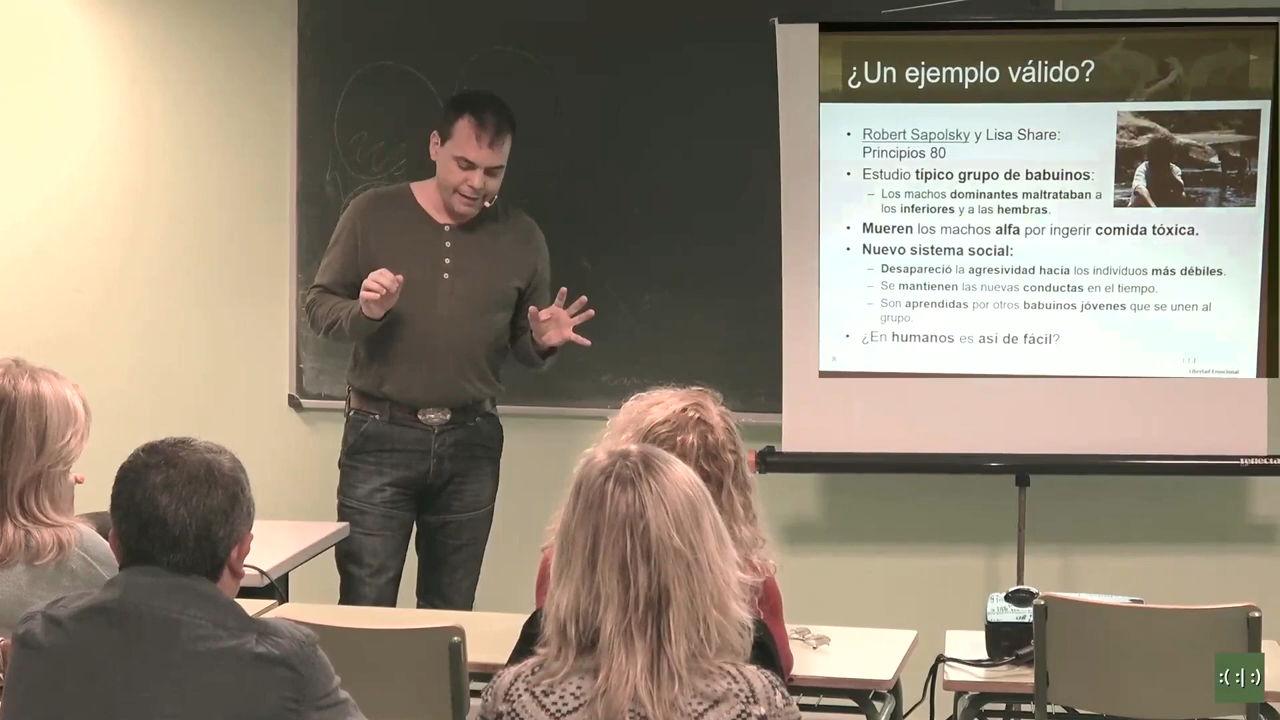 ¿Un ejemplo válido?
• Robert Sapolsky y Lisa Share:
Principios 80
• Estudio típico grupo de babuinos:
– Los machos dominantes maltrataban a
los inferiores y a las hembras.
• Mueren los machos alfa por ingerir comida tóxica.
• Nuevo sistema social:
– Desapareció la agresividad hacia los individuos más débiles.
– Se mantienen las nuevas conductas en el tiempo.
– Son aprendidas por otros babuinos jóvenes que se unen al
grupo.
• ¿En humanos es así de fácil?
Libertad Emocional
:( :| :)